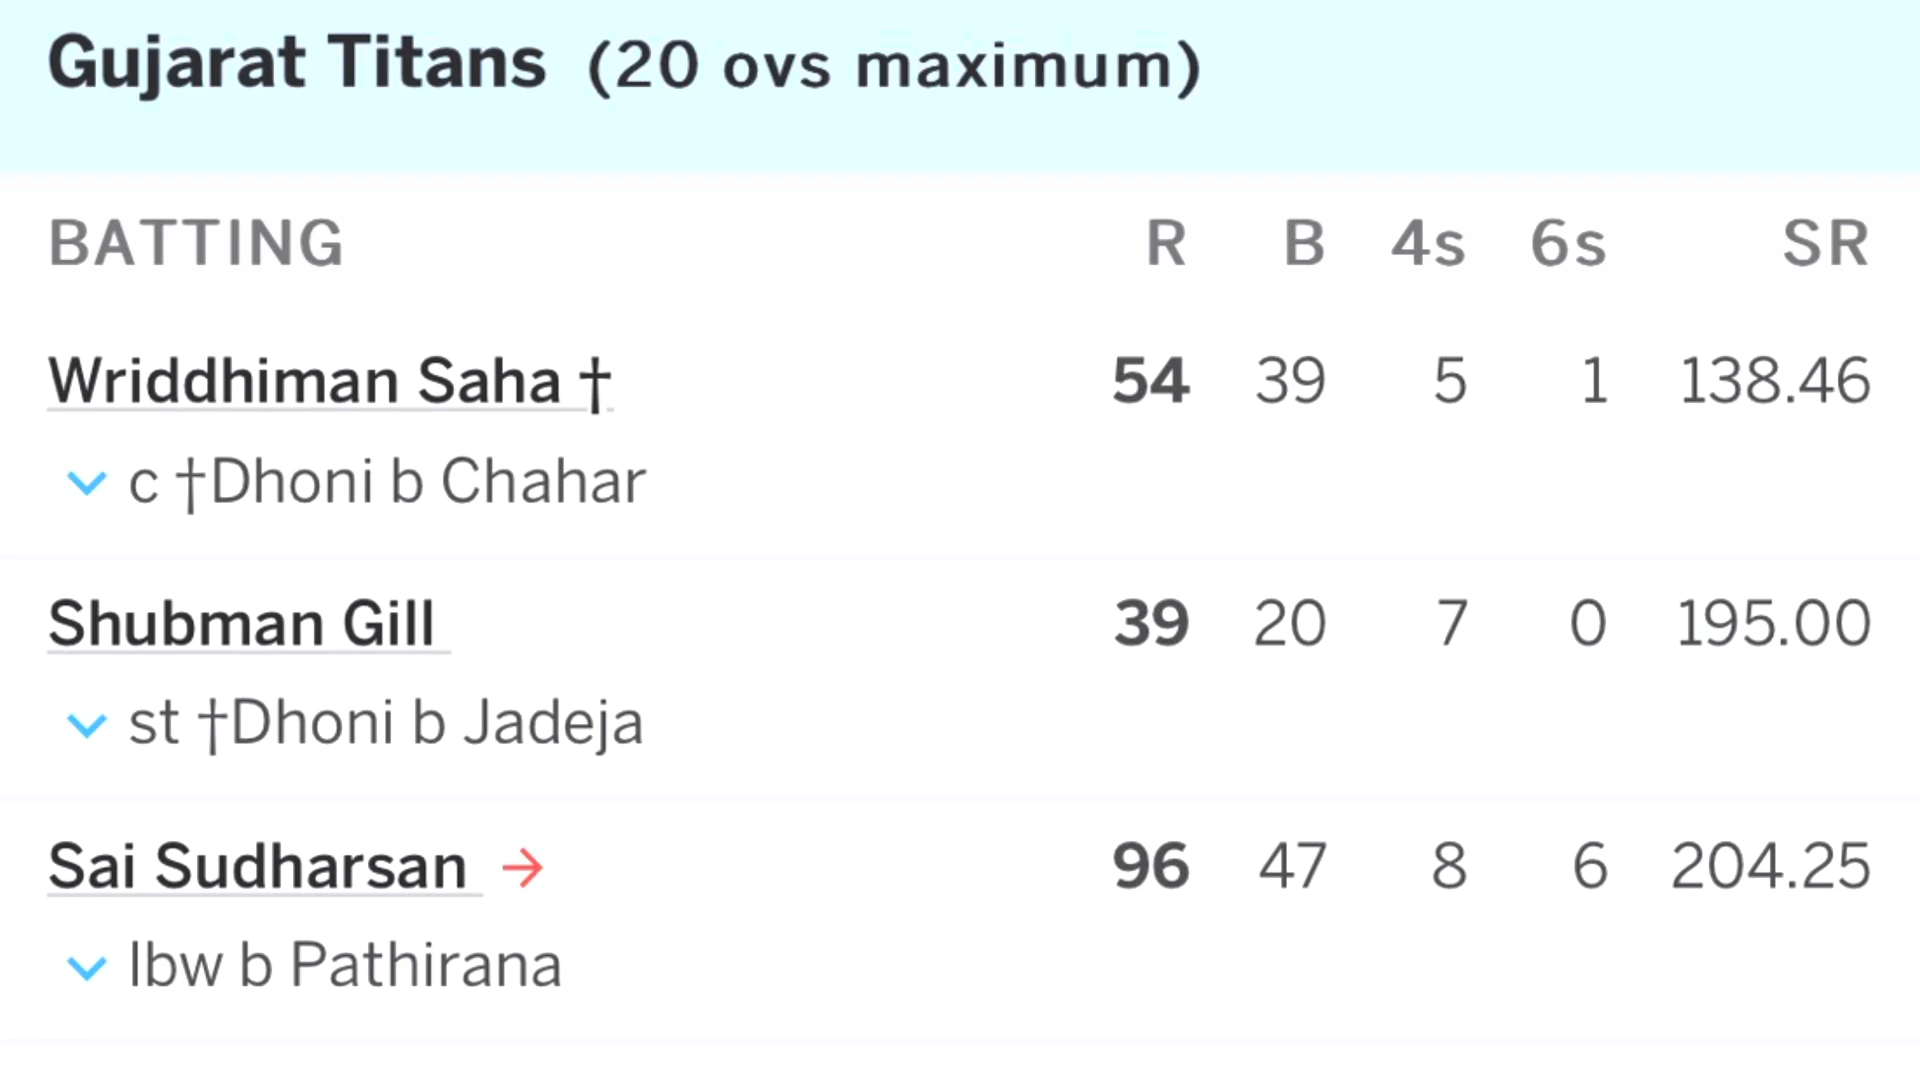 Gujarat Titans (20 ovs maximum)
BATTING R B 4s 6s SR
Wriddhiman Saha † 54 39 5 1 138.46
c †Dhoni b Chahar
Shubman Gill 39 20 7 0 195.00
st †Dhoni b Jadeja
Sai Sudharsan → 96 47 8 6 204.25
lbw b Pathirana